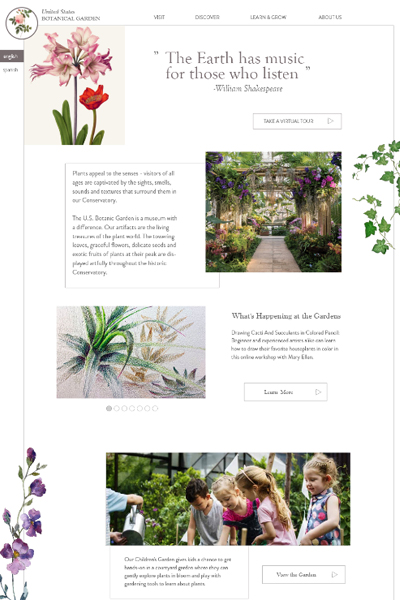 United States
BOTANICAL GARDEN
VISIT
DISCOVER
LEARN & GROW
ABOUT US
english
spanish
" The Earth has music
for those who listen "
-William Shakespeare
TAKE A VIRTUAL TOUR
Plants appeal to the senses – visitors of all
ages are captivated by the sights, smells,
sounds and textures that surround them in
our Conservatory.
The U.S. Botanic Garden is a museum with
a difference. Our artifacts are the living
treasures of the plant world. The towering
leaves, graceful flowers, delicate seeds and
exotic fruits of plants at their peak are dis-
played artfully throughout the historic
Conservatory.
What's Happening at the Gardens
Drawing Cacti And Succulents in Colored Pencil:
Beginner and experienced artists alike can learn
how to draw their favorite houseplants in color in
this online workshop with Mary Ellen.
Learn More
Our Children's Garden gives kids a chance to get
hands-on in a courtyard garden where they can
gently explore plants in bloom and play with
gardening tools to learn about plants.
View the Garden